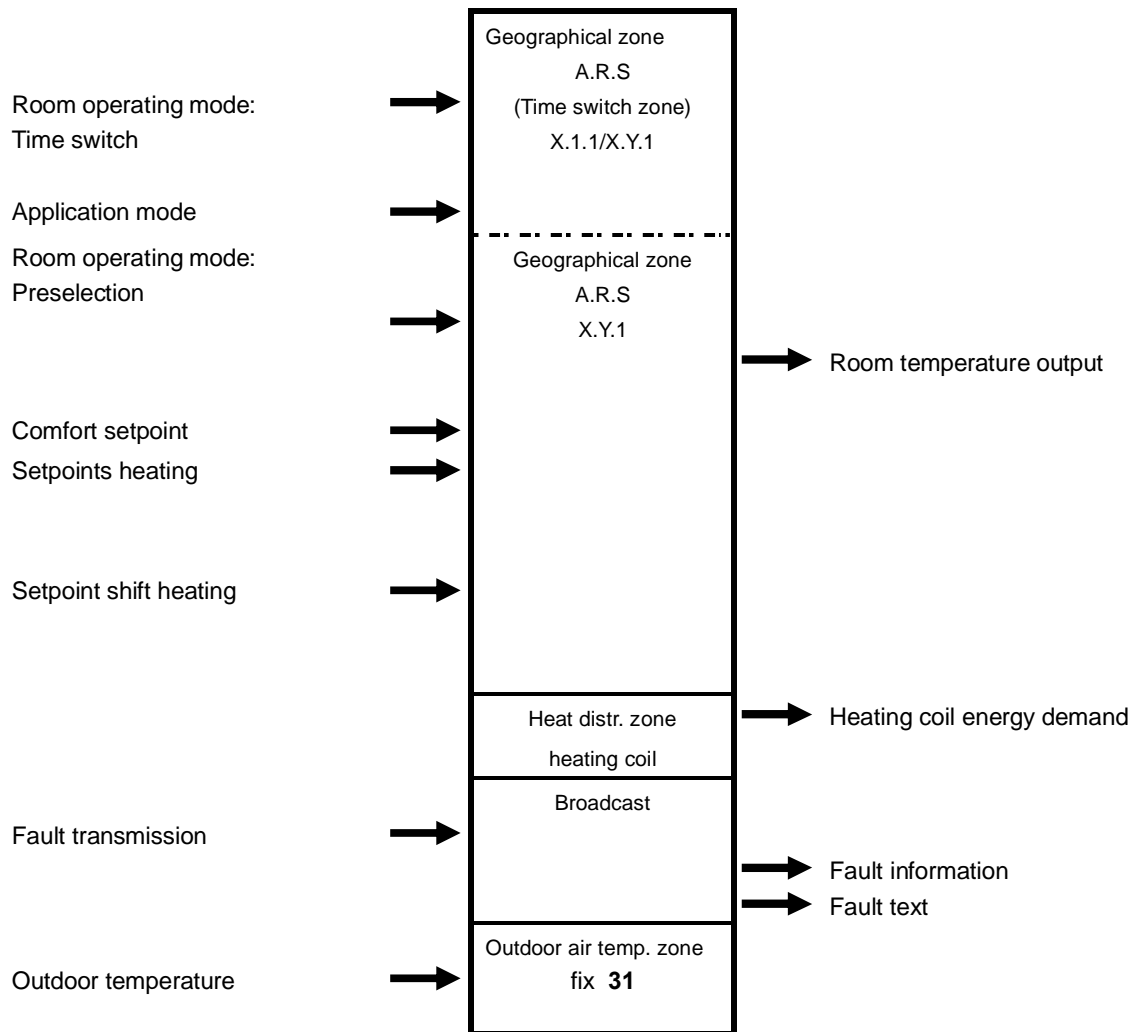 Geographical zone
A.R.S
(Time switch zone)
X.1.1/X.Y.1
Room operating mode:
Time switch
Application mode
Room operating mode:
Preselection
Geographical zone
A.R.S
X.Y.1
Room temperature output
Comfort setpoint
Setpoints heating
Setpoint shift heating
Heat distr. zone
heating coil
Heating coil energy demand
Broadcast
Fault transmission
Fault information
Fault text
Outdoor air temp. zone
fix 31
Outdoor temperature